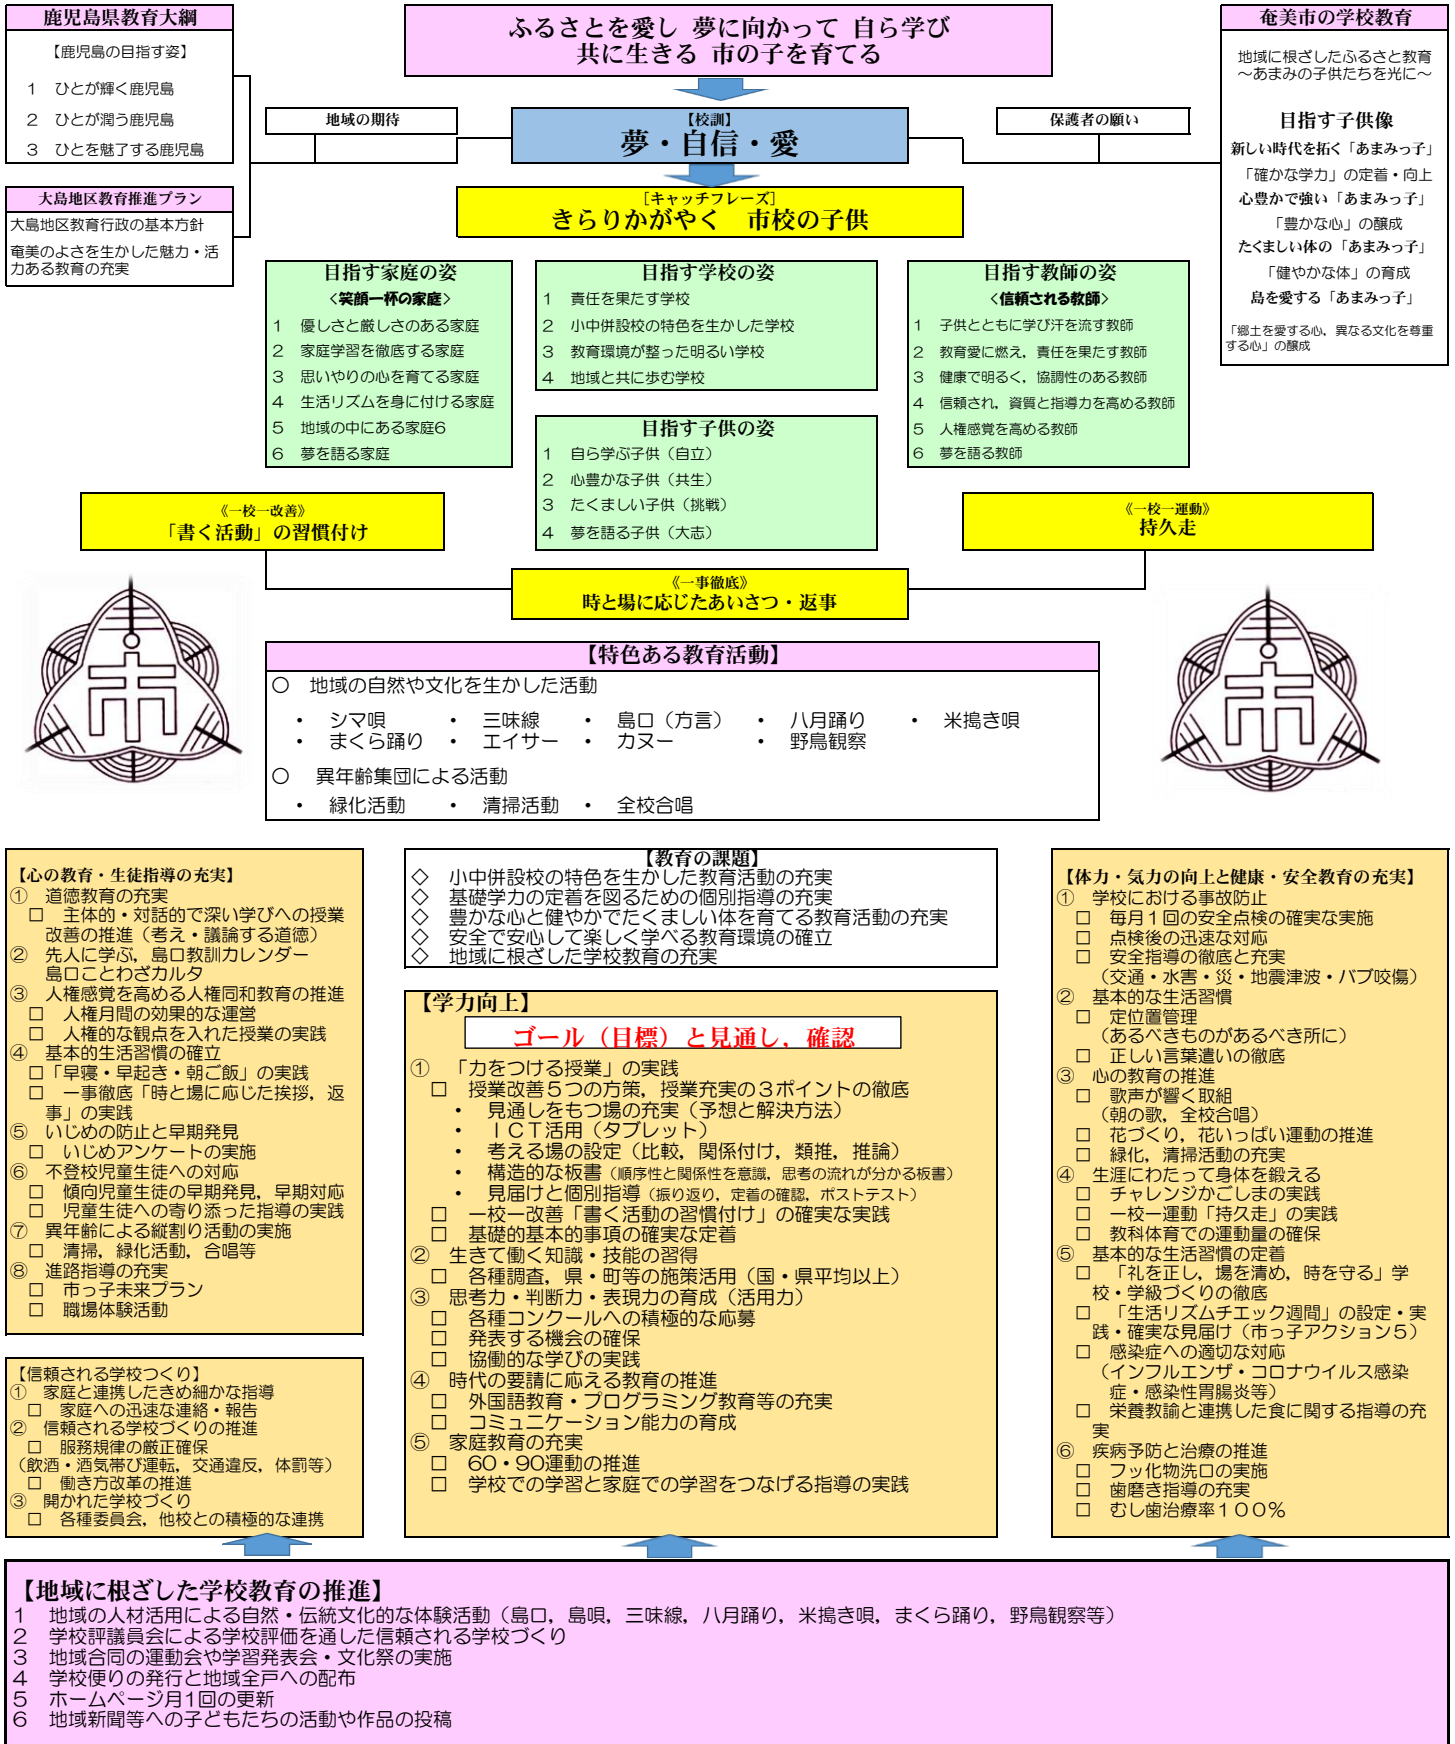 鹿児島県教育大綱
【鹿児島の目指す姿】
1　ひとが輝く鹿児島
2　ひとが潤う鹿児島
3　ひとを魅了する鹿児島
大島地区教育推進プラン
大島地区教育行政の基本方針
奄美のよさを生かした魅力・活
力ある教育の充実
ふるさとを愛し 夢に向かって 自ら学び
共に生きる 市の子を育てる
地域の期待
【校訓】
夢・自信・愛
保護者の願い
［キャッチフレーズ］
きらりかがやく　市校の子供
奄美市の学校教育
地域に根ざしたふるさと教育
～あまみの子供たちを光に～
目指す子供像
新しい時代を拓く「あまみっ子」
「確かな学力」の定着・向上
心豊かで強い「あまみっ子」
「豊かな心」の醸成
たくましい体の「あまみっ子」
「健やかな体」の育成
島を愛する「あまみっ子」
「郷土を愛する心，異なる文化を尊重
する心」の醸成
目指す家庭の姿
＜笑顔一杯の家庭＞
1　優しさと厳しさのある家庭
2　家庭学習を徹底する家庭
3　思いやりの心を育てる家庭
4　生活リズムを身に付ける家庭
5　地域の中にある家庭6
6　夢を語る家庭
目指す学校の姿
1　責任を果たす学校
2　小中併設校の特色を生かした学校
3　教育環境が整った明るい学校
4　地域と共に歩む学校
目指す子供の姿
1　自ら学ぶ子供（自立）
2　心豊かな子供（共生）
3　たくましい子供（挑戦）
4　夢を語る子供（大志）
目指す教師の姿
＜信頼される教師＞
1　子供とともに学び汗を流す教師
2　教育愛に燃え，責任を果たす教師
3　健康で明るく，協調性のある教師
4　信頼され，資質と指導力を高める教師
5　人権感覚を高める教師
6　夢を語る教師
《一校一改善》
「書く活動」の習慣付け
《一校一運動》
持久走
《一事徹底》
時と場に応じたあいさつ・返事
市
市
【特色ある教育活動】
○　地域の自然や文化を生かした活動
・　シマ唄　・　三味線　・　島口（方言）　・　八月踊り　・　米搗き唄
・　まくら踊り　・　エイサー　・　カヌー　・　野鳥観察
○　異年齢集団による活動
・　緑化活動　・　清掃活動　・　全校合唱
【心の教育・生徒指導の充実】
①　道徳教育の充実
□　主体的・対話的で深い学びへの授業
改善の推進（考え・議論する道徳）
②　先人に学ぶ，島口教訓カレンダー
島口ことわざカルタ
③　人権感覚を高める人権同和教育の推進
□　人権月間の効果的な運営
□　人権的な観点を入れた授業の実践
④　基本的生活習慣の確立
□「早寝・早起き・朝ご飯」の実践
□　一事徹底「時と場に応じた挨拶，返
事」の実践
⑤　いじめの防止と早期発見
□　いじめアンケートの実施
⑥　不登校児童生徒への対応
□　傾向児童生徒の早期発見，早期対応
□　児童生徒への寄り添った指導の実践
⑦　異年齢による縦割り活動の実施
□　清掃，緑化活動，合唱等
⑧　進路指導の充実
□　市っ子未来プラン
□　職場体験活動
【信頼される学校つくり】
①　家庭と連携したきめ細かな指導
□　家庭への迅速な連絡・報告
②　信頼される学校づくりの推進
□　服務規律の厳正確保
（飲酒・酒気帯び運転，交通違反，体罰等）
□　働き方改革の推進
③　開かれた学校づくり
□　各種委員会，他校との積極的な連携
【教育の課題】
◇　小中併設校の特色を生かした教育活動の充実
◇　基礎学力の定着を図るための個別指導の充実
◇　豊かな心と健やかでたくましい体を育てる教育活動の充実
◇　安全で安心して楽しく学べる教育環境の確立
◇　地域に根ざした学校教育の充実
【学力向上】
ゴール（目標）と見通し，確認
①　「力をつける授業」の実践
□　授業改善５つの方策，授業充実の３ポイントの徹底
・　見通しをもつ場の充実（予想と解決方法）
・　ＩＣＴ活用（タブレット）
・　考える場の設定（比較，関係付け，類推，推論）
・　構造的な板書（順序性と関係性を意識，思考の流れが分かる板書）
・　見届けと個別指導（振り返り，定着の確認，ポストテスト）
□　一校一改善「書く活動の習慣付け」の確実な実践
□　基礎的基本的事項の確実な定着
②　生きて働く知識・技能の習得
□　各種調査，県・町等の施策活用（国・県平均以上）
③　思考力・判断力・表現力の育成（活用力）
□　各種コンクールへの積極的な応募
□　発表する機会の確保
□　協働的な学びの実践
④　時代の要請に応える教育の推進
□　外国語教育・プログラミング教育等の充実
□　コミュニケーション能力の育成
⑤　家庭教育の充実
□　60・90運動の推進
□　学校での学習と家庭での学習をつなげる指導の実践
【体力・気力の向上と健康・安全教育の充実】
①　学校における事故防止
□　毎月１回の安全点検の確実な実施
□　点検後の迅速な対応
□　安全指導の徹底と充実
（交通・水害・災・地震津波・バブ咬傷）
②　基本的な生活習慣
□　定位置管理
（あるべきものがあるべき所に）
□　正しい言葉遣いの徹底
③　心の教育の推進
□　歌声が響く取組
（朝の歌，全校合唱）
□　花づくり，花いっぱい運動の推進
□　緑化，清掃活動の充実
④　生涯にわたって身体を鍛える
□　チャレンジかごしまの実践
□　一校一運動「持久走」の実践
□　教科体育での運動量の確保
⑤　基本的な生活習慣の定着
□　「礼を正し，場を清め，時を守る」学
校・学級づくりの徹底
□　「生活リズムチエック週間」の設定・実
践・確実な見届け（市っ子アクション５）
□　感染症への適切な対応
（インフルエンザ・コロナウイルス感染
症・感染性胃腸炎等）
□　栄養教諭と連携した食に関する指導の充
実
⑥　疾病予防と治療の推進
□　フッ化物洗口の実施
□　歯磨き指導の充実
□　むし歯治療率１００％
【地域に根ざした学校教育の推進】
1　地域の人材活用による自然・伝統文化的な体験活動（島口，島唄，三味線，八月踊り，米搗き唄，まくら踊り，野鳥観察等）
2　学校評議員会による学校評価を通した信頼される学校づくり
3　地域合同の運動会や学習発表会・文化祭の実施
4　学校便りの発行と地域全戸への配布
5　ホームページ月1回の更新
6　地域新聞等への子どもたちの活動や作品の投稿